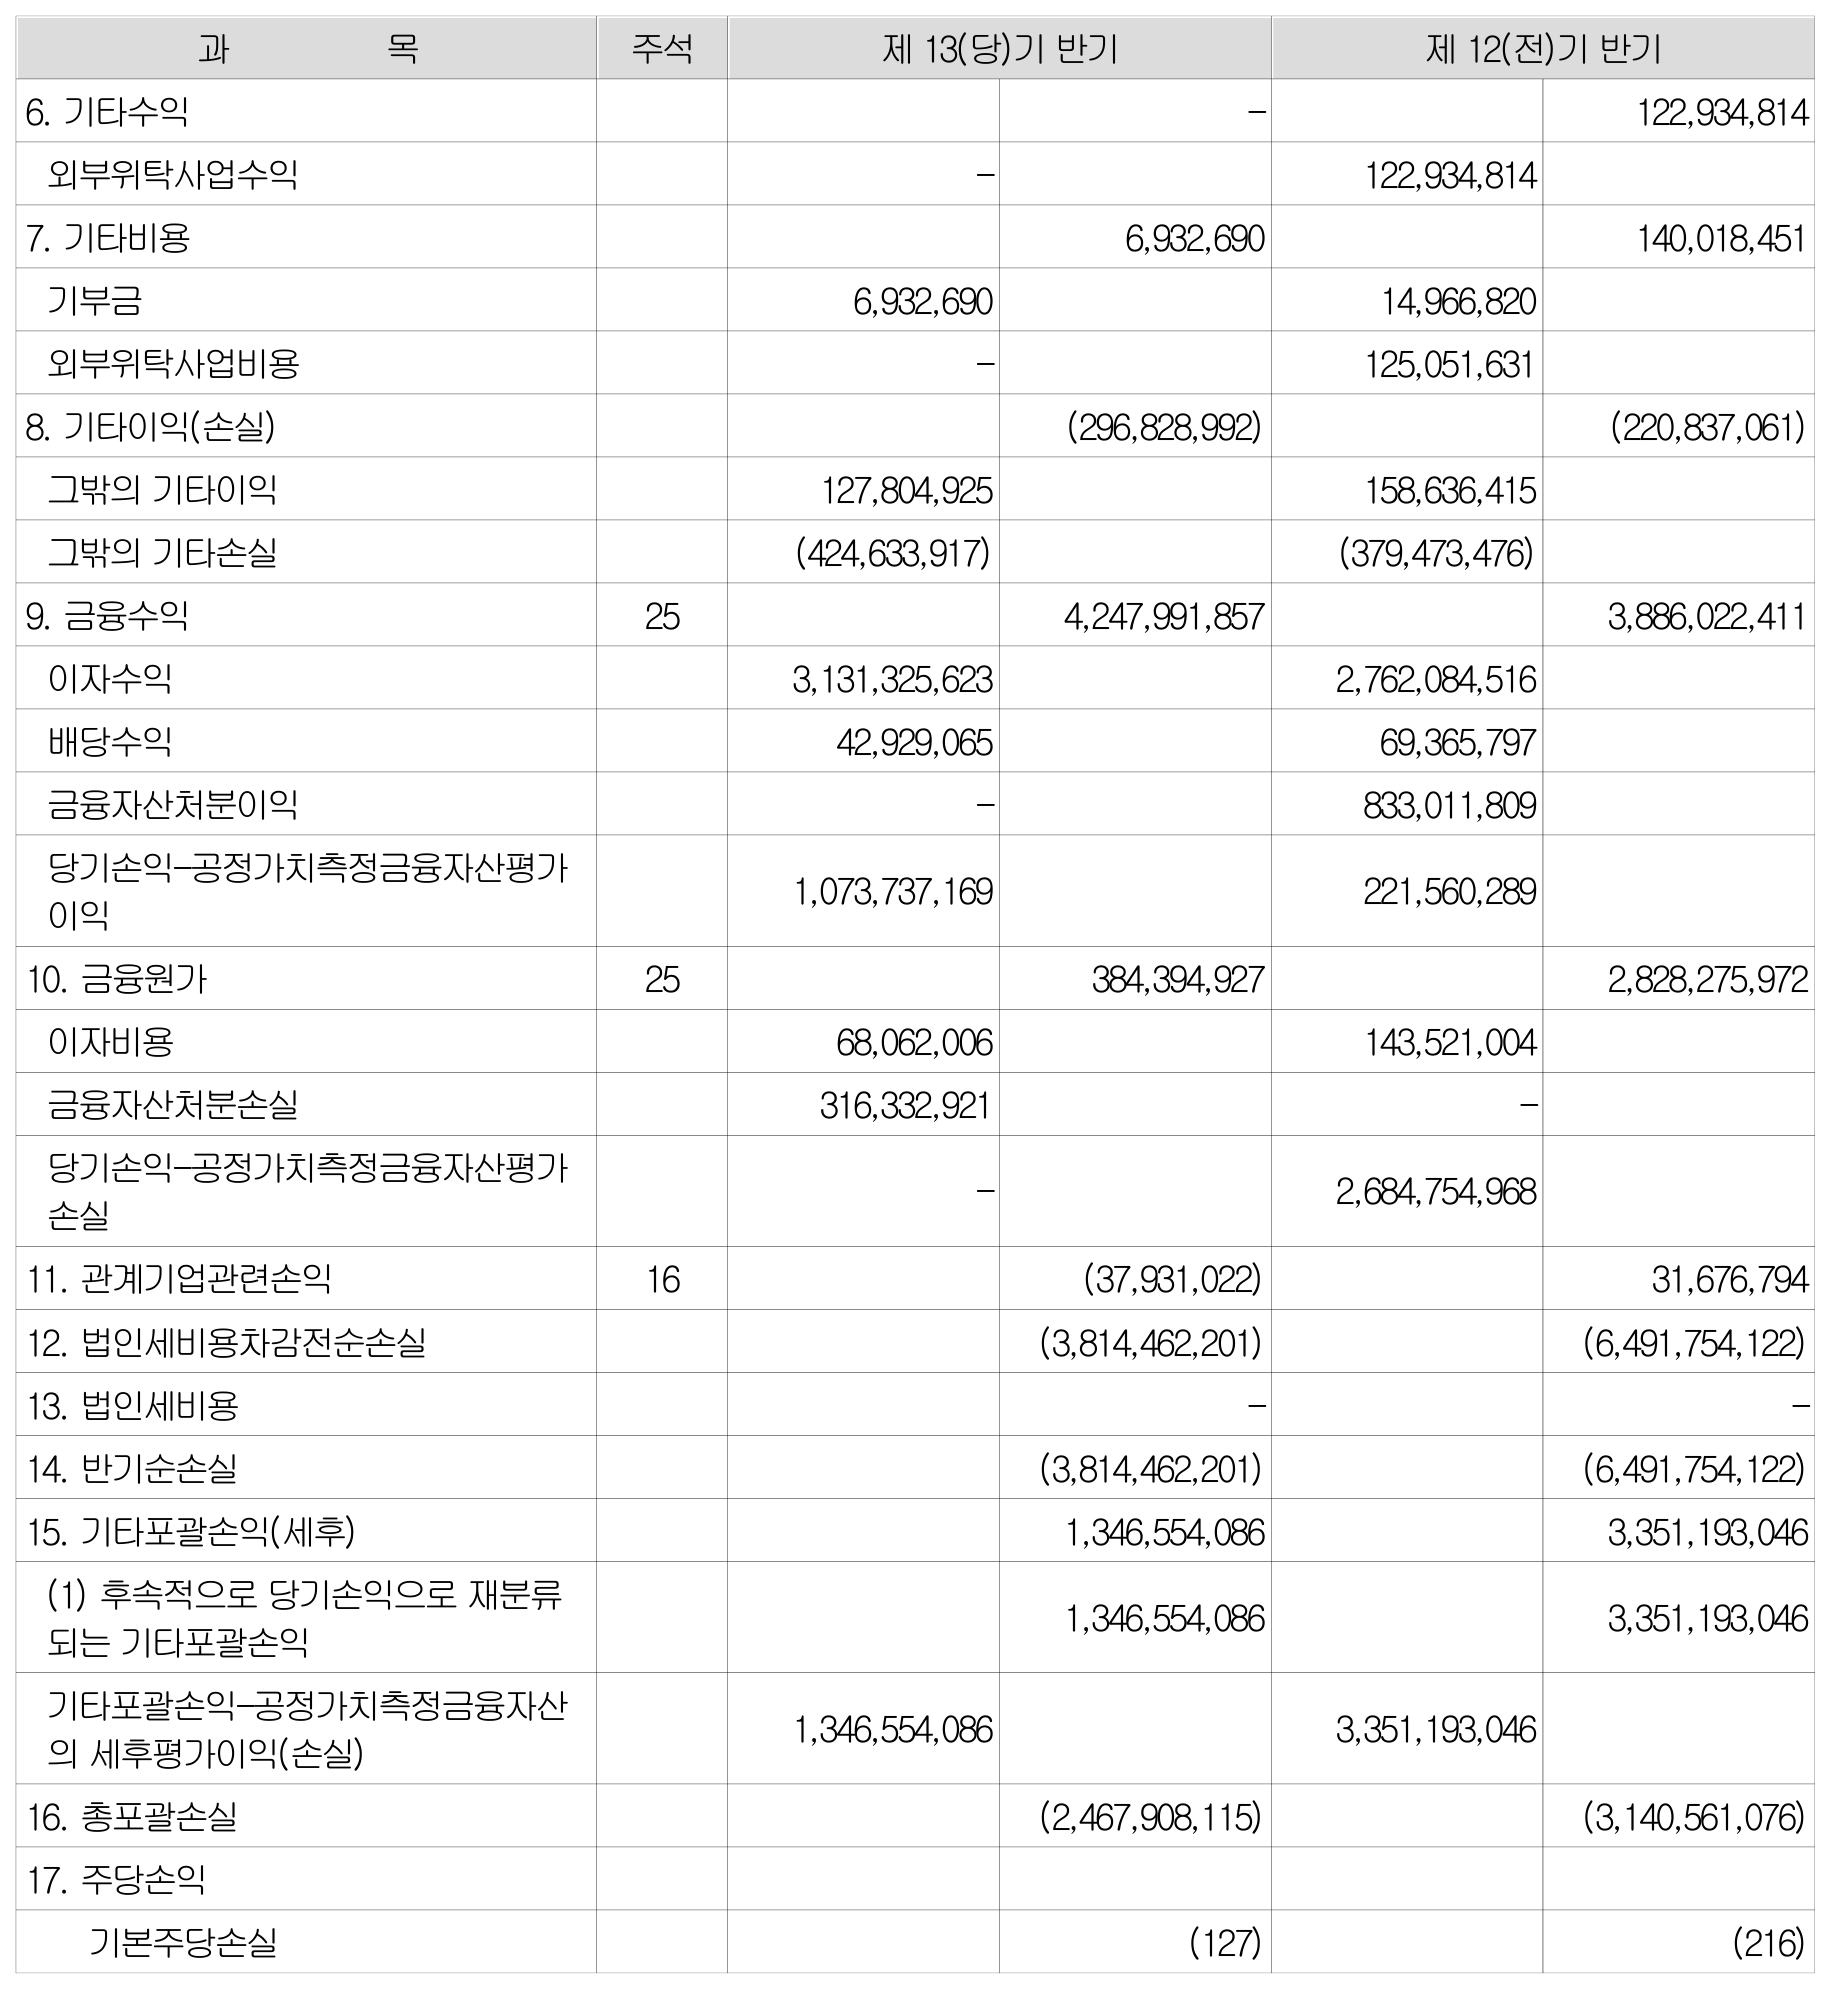 과 목 주석 제 13(당)기 반기 제 12(전)기 반기
6. 기타수익 – 122,934,814
외부위탁사업수익 – 122,934,814
7. 기타비용 6,932,690 140,018,451
기부금 6,932,690 14,966,820
외부위탁사업비용 – 125,051,631
8. 기타이익(손실) (296,828,992) (220,837,061)
그밖의 기타이익 127,804,925 158,636,415
그밖의 기타손실 (424,633,917) (379,473,476)
9. 금융수익 25 4,247,991,857 3,886,022,411
이자수익 3,131,325,623 2,762,084,516
배당수익 42,929,065 69,365,797
금융자산처분이익 – 833,011,809
당기손익–공정가치측정금융자산평가
이익 1,073,737,169 221,560,289
10. 금융원가 25 384,394,927 2,828,275,972
이자비용 68,062,006 143,521,004
금융자산처분손실 316,332,921 –
당기손익–공정가치측정금융자산평가
손실 – 2,684,754,968
11. 관계기업관련손익 16 (37,931,022) 31,676,794
12. 법인세비용차감전순손실 (3,814,462,201) (6,491,754,122)
13. 법인세비용 – –
14. 반기순손실 (3,814,462,201) (6,491,754,122)
15. 기타포괄손익(세후) 1,346,554,086 3,351,193,046
(1) 후속적으로 당기손익으로 재분류
되는 기타포괄손익 1,346,554,086 3,351,193,046
기타포괄손익–공정가치측정금융자산
의 세후평가이익(손실) 1,346,554,086 3,351,193,046
16. 총포괄손실 (2,467,908,115) (3,140,561,076)
17. 주당손익
기본주당손실 (127) (216)